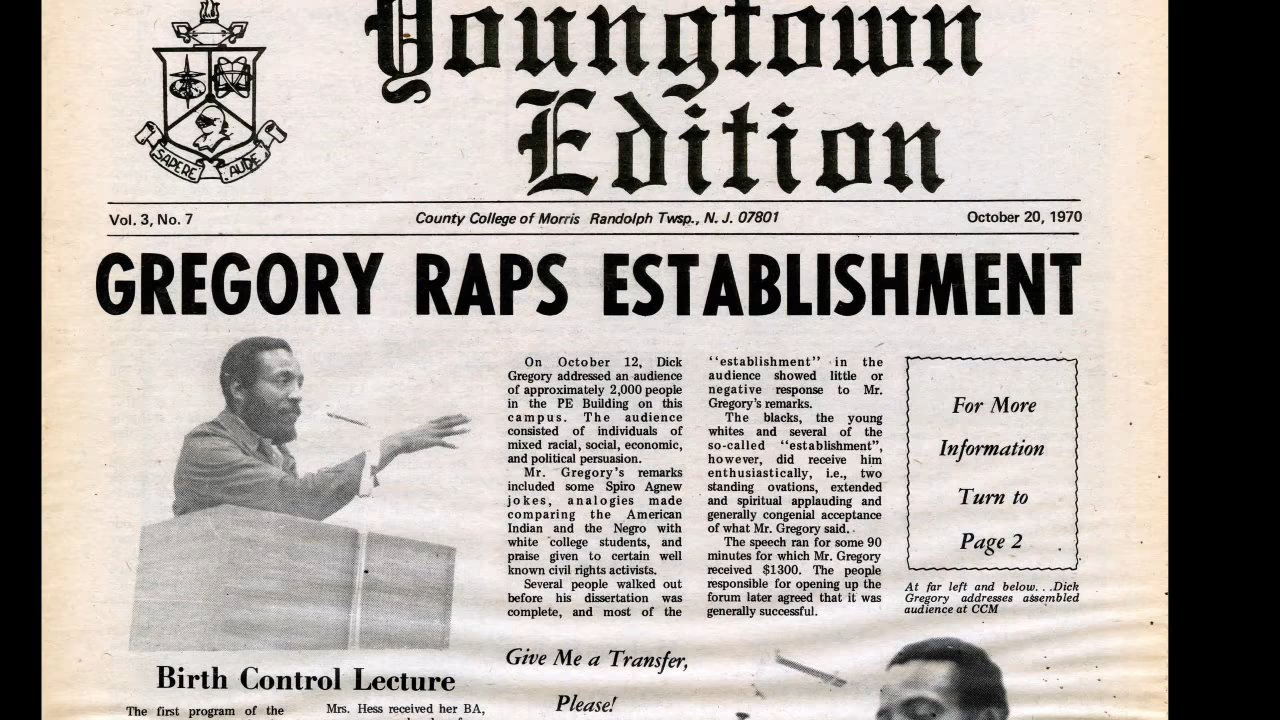 Youngtown
Edition
SAPERE AUDE
Vol. 3, No. 7
County College of Morris Randolph Twsp., N. J. 07801
October 20, 1970
GREGORY RAPS ESTABLISHMENT
On October 12, Dick
Gregory addressed an audience
of approximately 2,000 people
in the PE Building on this
campus. The audience
consisted of individuals of
mixed racial, social, economic,
and political persuasion.
Mr. Gregory's remarks
included some Spiro Agnew
jokes, analogies made
comparing the American
Indian and the Negro with
white college students, and
praise given to certain well
known civil rights activists.
Several people walked out
before his dissertation was
complete, and most of the
"establishment" in the
audience showed little or
negative response to Mr.
Gregory's remarks.
The blacks, the young
whites and several of the
so-called "establishment",
however, did receive him
enthusiastically, i.e., two
standing ovations, extended
and spiritual applauding and
generally congenial acceptance
of what Mr. Gregory said.
The speech ran for some 90
minutes for which Mr. Gregory
received $1300. The people
responsible for opening up the
forum later agreed that it was
generally successful.
For More
Information
Turn to
Page 2
At far left and below. . .Dick
Gregory addresses assembled
audience at CCM
Birth Control Lecture
The first program of the
Mrs. Hess received her BA,
Give Me a Transfer,
Please!